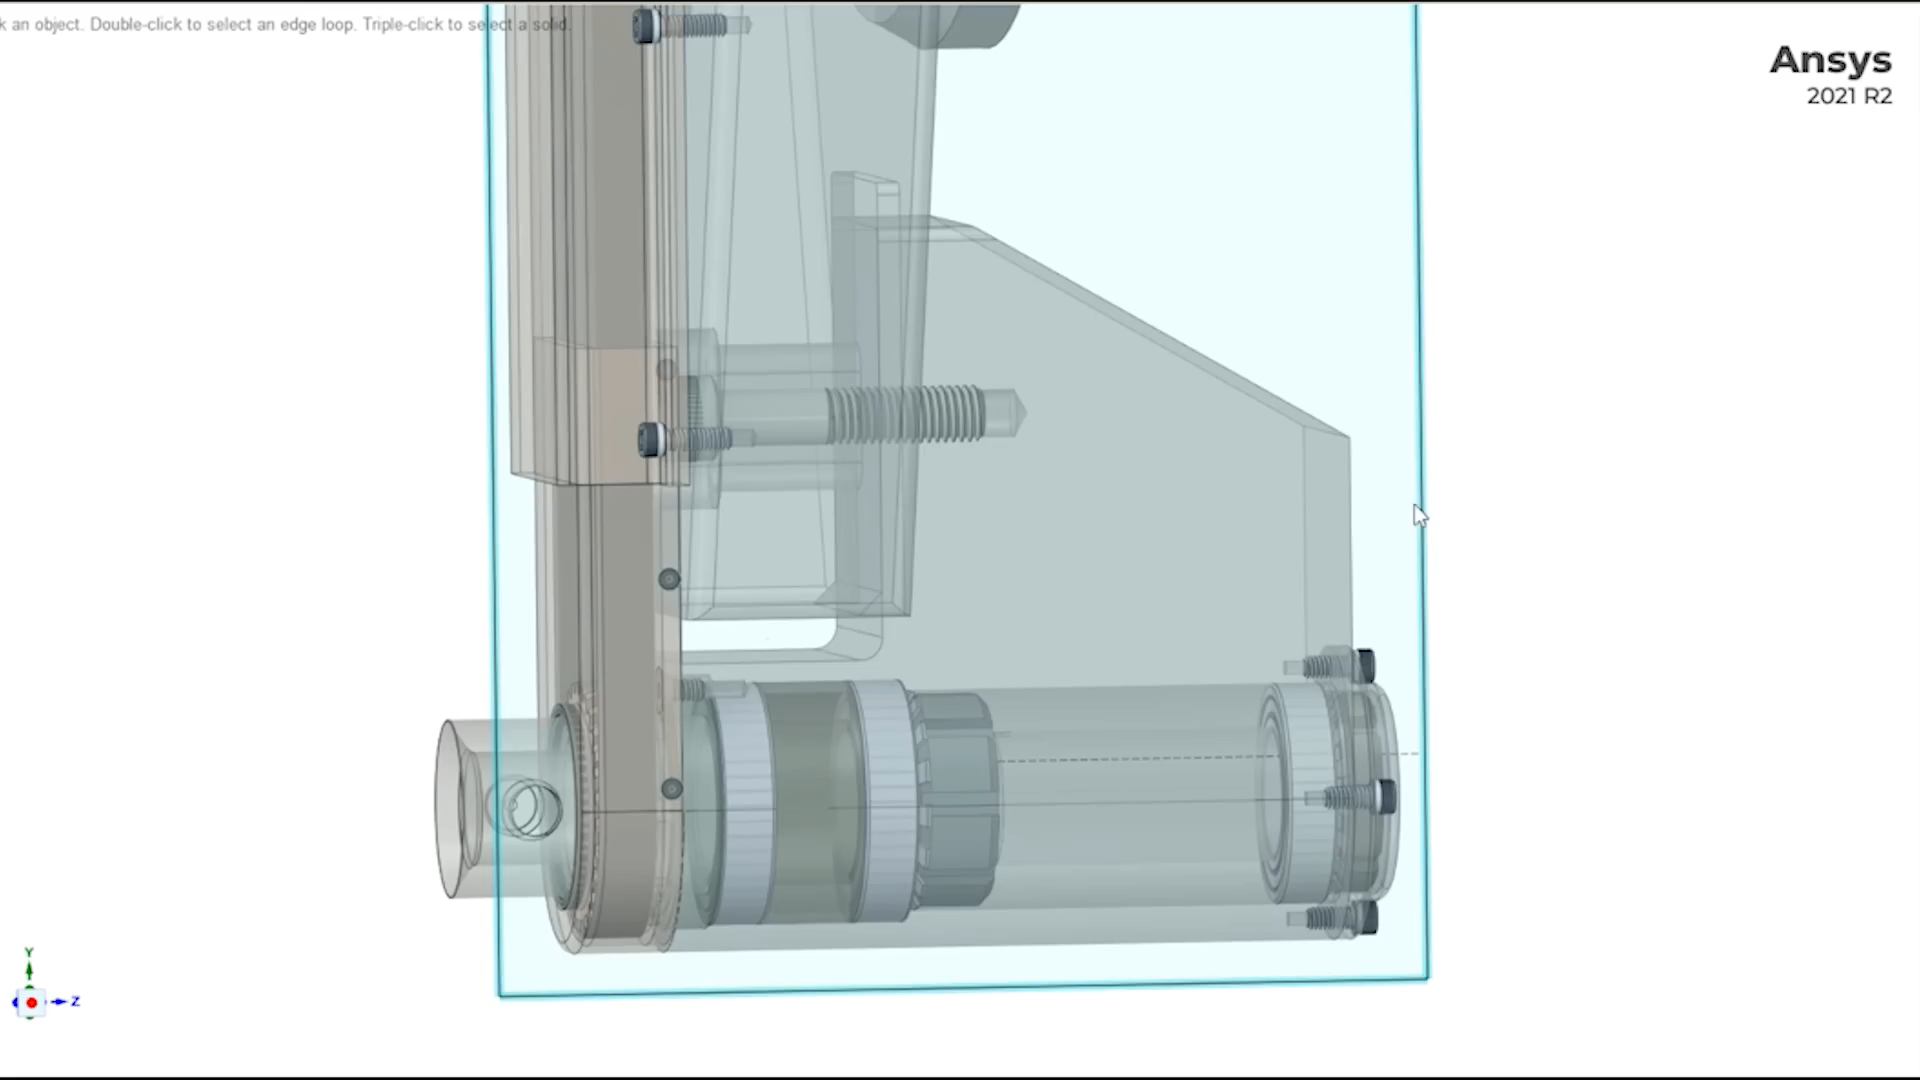 k an object. Double-click to select an edge loop. Triple-click to select a solid.
Ansys
2021 R2
Y
Z